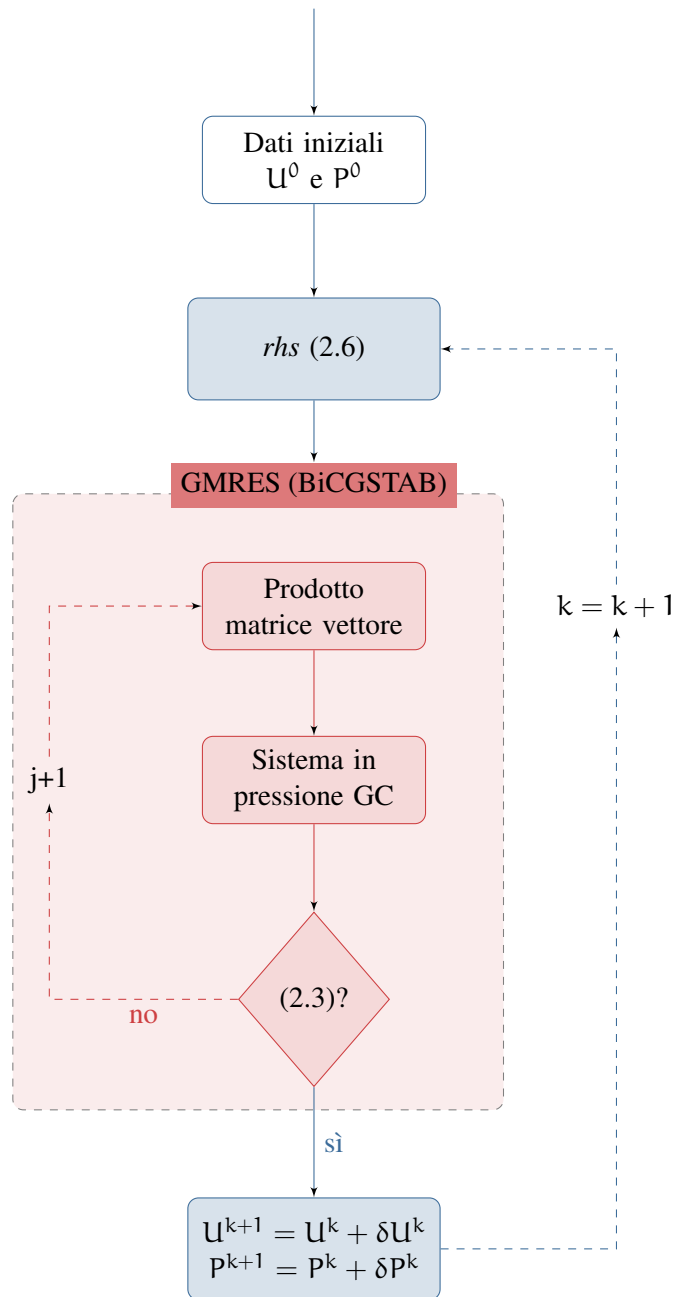 Dati iniziali
U⁰ e P⁰
rhs (2.6)
GMRES (BiCGSTAB)
Prodotto
matrice vettore
k = k + 1
Sistema in
pressione GC
j+1
(2.3)?
no
sì
Uᵏ⁺¹ = Uᵏ + δUᵏ
Pᵏ⁺¹ = Pᵏ + δPᵏ